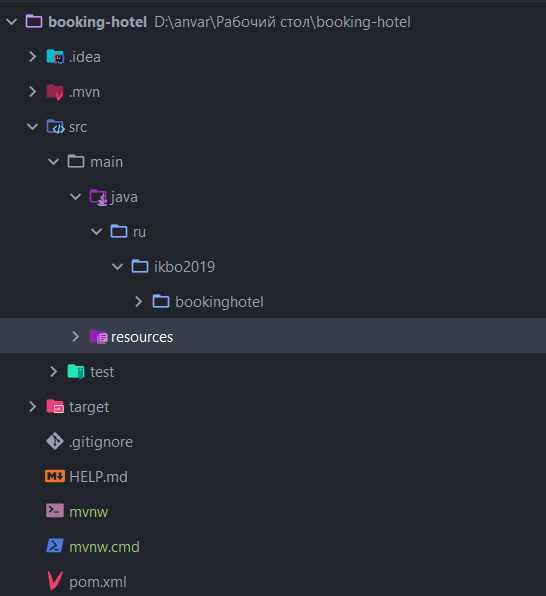 booking-hotel D:\anvar\Рабочий стол\booking-hotel
.idea
.mvn
src
main
java
ru
ikbo2019
bookinghotel
resources
test
target
.gitignore
HELP.md
mvnw
mvnw.cmd
pom.xml